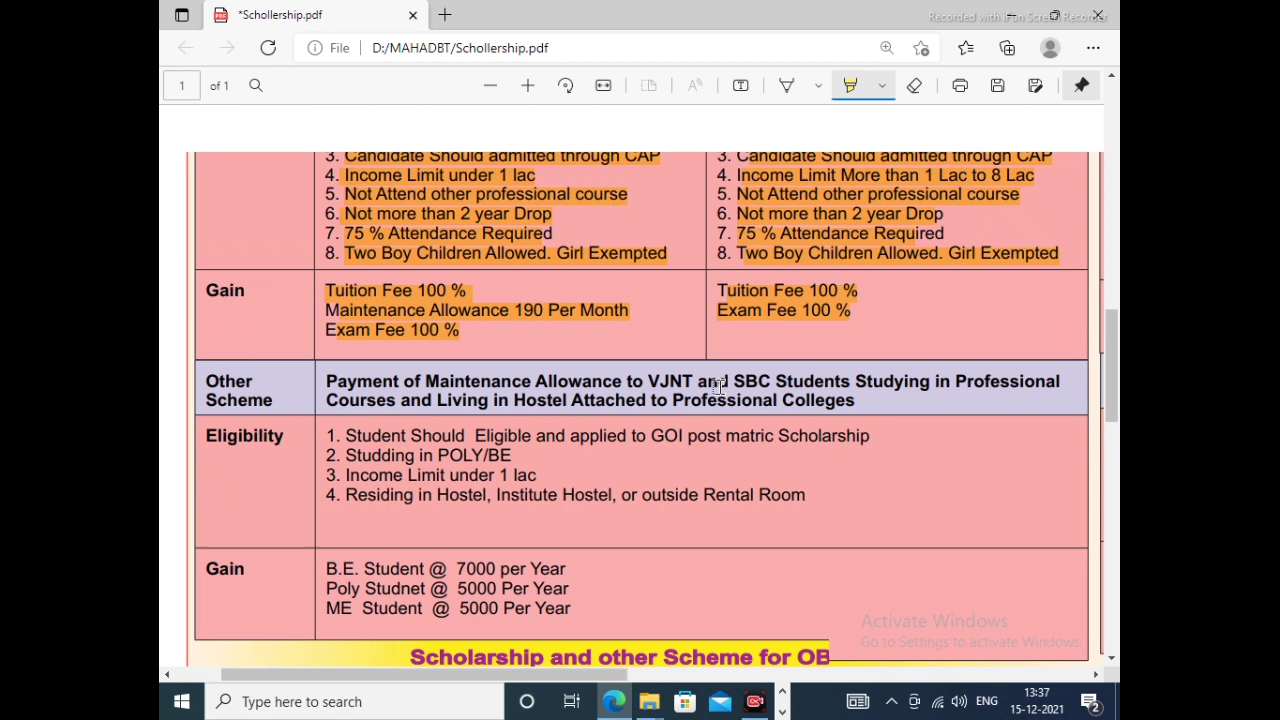 *Schollership.pdf
Recorded with iFun Screen Recorder
File D:/MAHADBT/Schollership.pdf
1 of 1
3. Candidate Should admitted through CAP
4. Income Limit under 1 lac
5. Not Attend other professional course
6. Not more than 2 year Drop
7. 75 % Attendance Required
8. Two Boy Children Allowed. Girl Exempted
3. Candidate Should admitted through CAP
4. Income Limit More than 1 Lac to 8 Lac
5. Not Attend other professional course
6. Not more than 2 year Drop
7. 75 % Attendance Required
8. Two Boy Children Allowed. Girl Exempted
Gain
Tuition Fee 100 %
Maintenance Allowance 190 Per Month
Exam Fee 100 %
Tuition Fee 100 %
Exam Fee 100 %
Other
Scheme
Payment of Maintenance Allowance to VJNT and SBC Students Studying in Professional
Courses and Living in Hostel Attached to Professional Colleges
Eligibility
1. Student Should Eligible and applied to GOI post matric Scholarship
2. Studding in POLY/BE
3. Income Limit under 1 lac
4. Residing in Hostel, Institute Hostel, or outside Rental Room
Gain
B.E. Student @ 7000 per Year
Poly Studnet @ 5000 Per Year
ME Student @ 5000 Per Year
Activate Windows
Go to Settings to activate Windows.
Scholarship and other Scheme for OB
Type here to search
ENG
13:37
15-12-2021
2